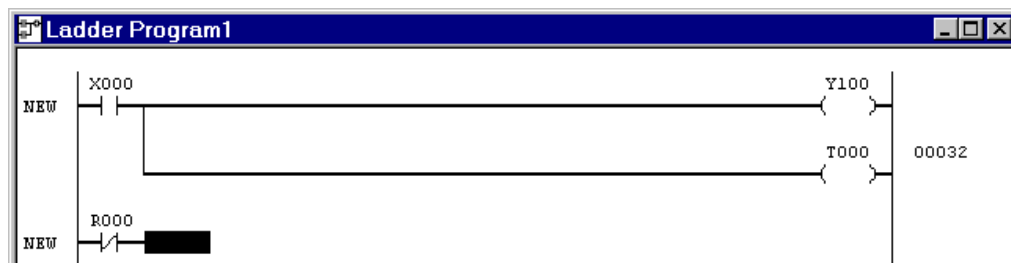 Ladder Program1
X000 Y100
NEW
T000 00032
R000
NEW